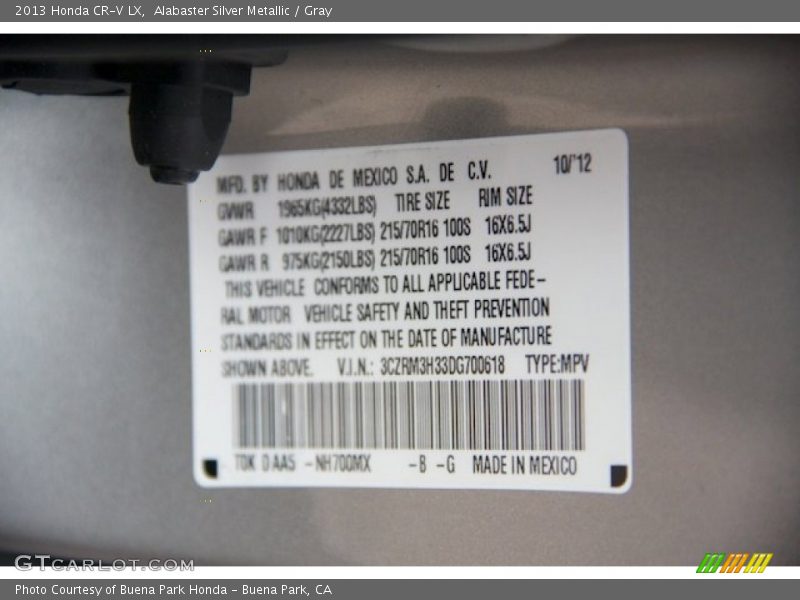 2013 Honda CR-V LX, Alabaster Silver Metallic / Gray
MFD. BY HONDA DE MEXICO S.A. DE C.V. 10/'12
GVWR 1965KG(4332LBS) TIRE SIZE RIM SIZE
GAWR F 1010KG(2227LBS) 215/70R16 100S 16X6.5J
GAWR R 975KG(2150LBS) 215/70R16 100S 16X6.5J
THIS VEHICLE CONFORMS TO ALL APPLICABLE FEDE-
RAL MOTOR VEHICLE SAFETY AND THEFT PREVENTION
STANDARDS IN EFFECT ON THE DATE OF MANUFACTURE
SHOWN ABOVE. V.I.N.: 3CZRM3H33DG700618 TYPE:MPV
TDK D AA5 -NH700MX -B -G MADE IN MEXICO
GTCARLOT.COM
Photo Courtesy of Buena Park Honda - Buena Park, CA